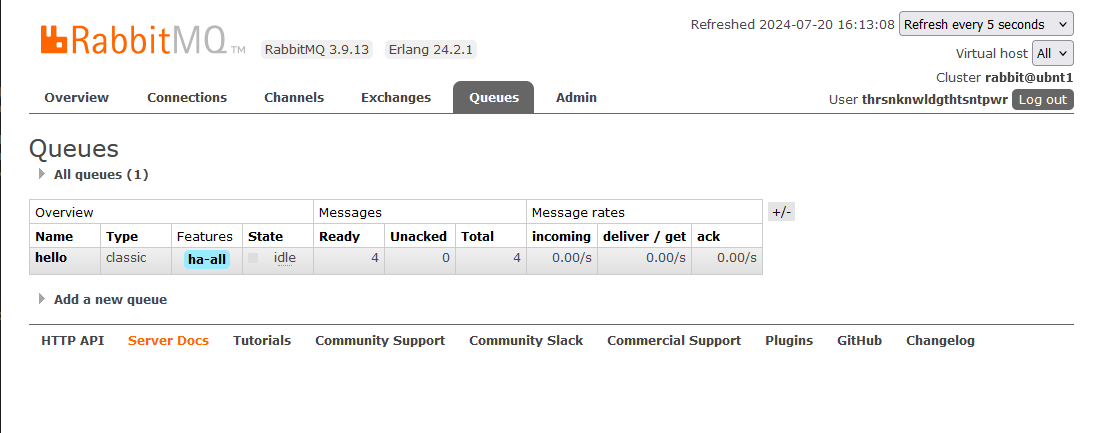 Refreshed 2024-07-20 16:13:08 Refresh every 5 seconds
RabbitMQ TM RabbitMQ 3.9.13 Erlang 24.2.1
Virtual host All
Cluster rabbit@ubnt1
User thrsnknwldgthtsntpwr Log out
Overview Connections Channels Exchanges Queues Admin
Queues
All queues (1)
Overview Messages Message rates +/-
Name Type Features State Ready Unacked Total incoming deliver / get ack
hello classic ha-all idle 4 0 4 0.00/s 0.00/s 0.00/s
Add a new queue
HTTP API Server Docs Tutorials Community Support Community Slack Commercial Support Plugins GitHub Changelog